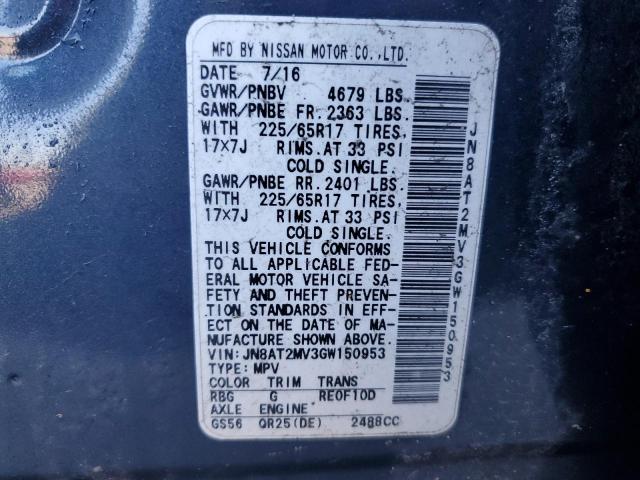 MFD BY NISSAN MOTOR CO.,LTD.
DATE 7/16
GVWR/PNBV 4679 LBS.
GAWR/PNBE FR. 2363 LBS.
WITH 225/65R17 TIRES,
17×7J RIMS.AT 33 PSI
COLD SINGLE.
GAWR/PNBE RR. 2401 LBS.
WITH 225/65R17 TIRES,
17×7J RIMS.AT 33 PSI
COLD SINGLE.
THIS VEHICLE CONFORMS
TO ALL APPLICABLE FED-
ERAL MOTOR VEHICLE SA-
FETY AND THEFT PREVEN-
TION STANDARDS IN EFF-
ECT ON THE DATE OF MA-
NUFACTURE SHOWN ABOVE.
VIN: JN8AT2MV3GW150953
TYPE: MPV
COLOR TRIM TRANS
RBG G RE0F10D
AXLE ENGINE
GS56 QR25(DE) 2488CC
JN8AT2MV3GW150953